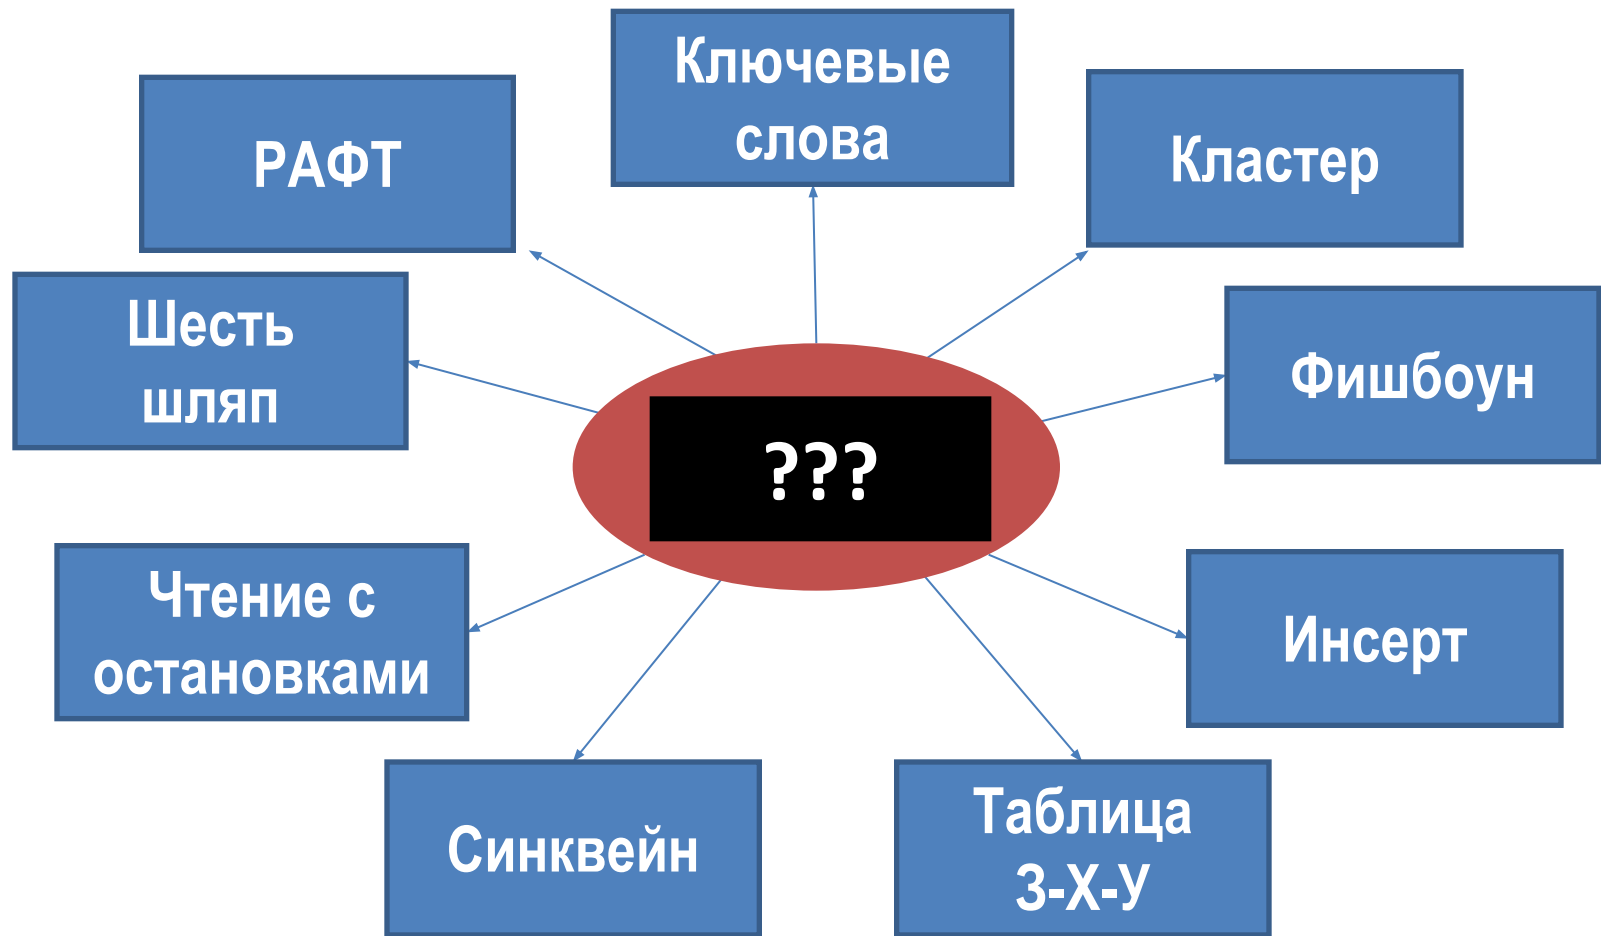 Ключевые
слова
РАФТ
Кластер
Шесть
шляп
Фишбоун
???
Чтение с
остановками
Инсерт
Синквейн
Таблица
З-Х-У